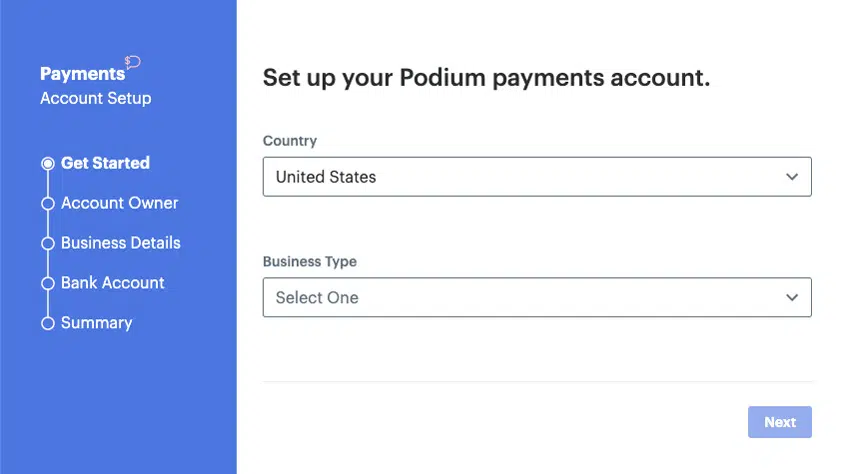 Payments
Account Setup
Get Started
Account Owner
Business Details
Bank Account
Summary
Set up your Podium payments account.
Country
United States
Business Type
Select One
Next